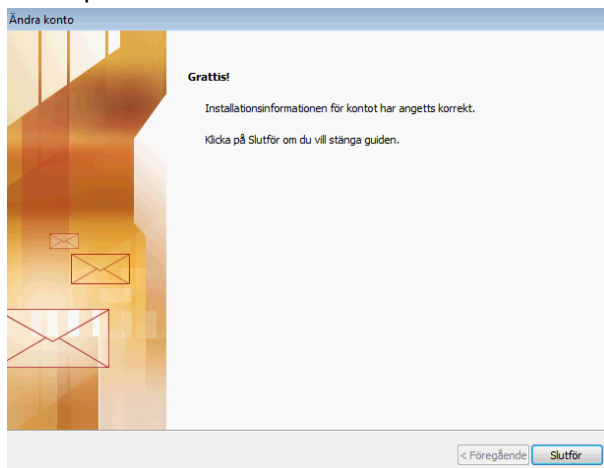 Ändra konto
Grattis!
Installationsinformationen för kontot har angetts korrekt.
Klicka på Slutför om du vill stänga guiden.
< Föregående
Slutför